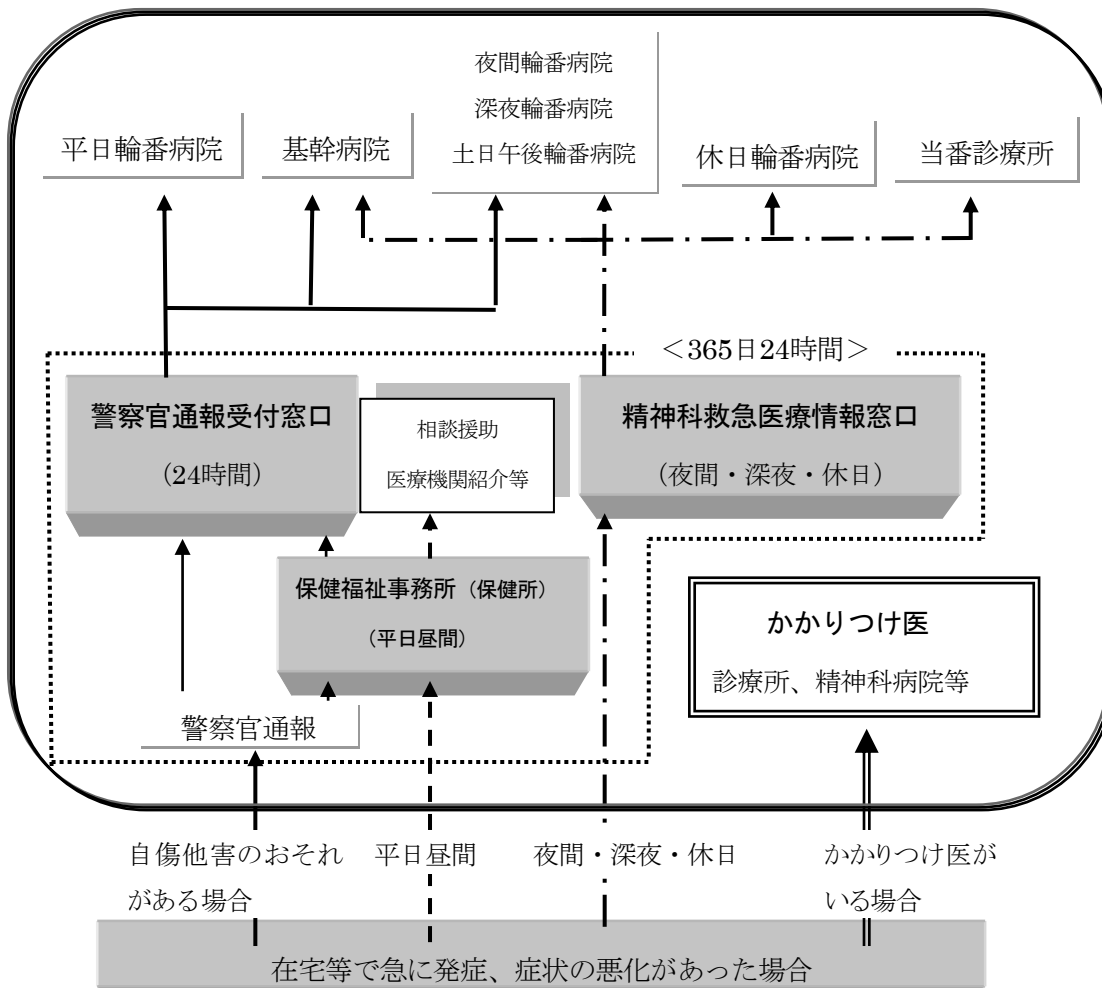 夜間輪番病院
深夜輪番病院
土日午後輪番病院
平日輪番病院
基幹病院
休日輪番病院
当番診療所
＜365日24時間＞
警察官通報受付窓口
（24時間）
相談援助
医療機関紹介等
精神科救急医療情報窓口
（夜間・深夜・休日）
保健福祉事務所（保健所）
（平日昼間）
かかりつけ医
診療所、精神科病院等
警察官通報
自傷他害のおそれ
がある場合
平日昼間
夜間・深夜・休日
かかりつけ医が
いる場合
在宅等で急に発症、症状の悪化があった場合